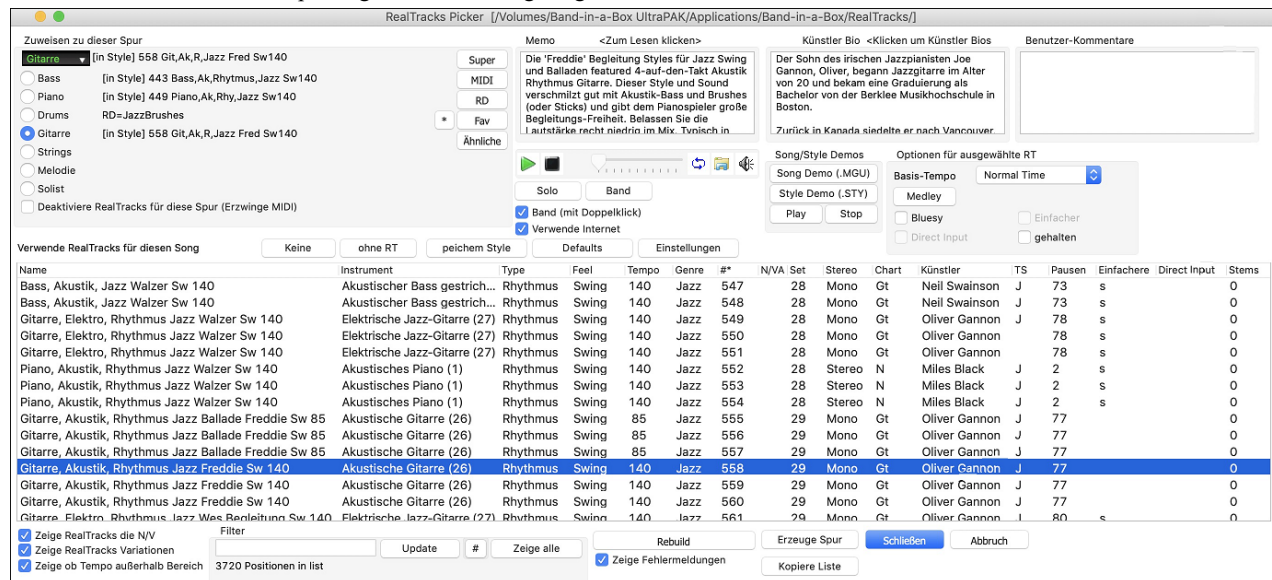 RealTracks Picker [/Volumes/Band-in-a-Box UltraPAK/Applications/Band-in-a-Box/RealTracks/]
Zuweisen zu dieser Spur
Gitarre [in Style] 558 Git,Ak,R,Jazz Fred Sw140
Bass [in Style] 443 Bass,Ak,Rhytmus,Jazz Sw140
Piano [in Style] 449 Piano,Ak,Rhy,Jazz Sw140
Drums RD=JazzBrushes
Gitarre [in Style] 558 Git,Ak,R,Jazz Fred Sw140
Strings
Melodie
Solist
Deaktiviere RealTracks für diese Spur (Erzwinge MIDI)
Super
MIDI
RD
* Fav
Ähnliche
Memo <Zum Lesen klicken>
Die 'Freddie' Begleitung Styles für Jazz Swing
und Balladen featured 4-auf-den-Takt Akustik
Rhythmus Gitarre. Dieser Style und Sound
verschmilzt gut mit Akustik-Bass und Brushes
(oder Sticks) und gibt dem Pianospieler große
Begleitungs-Freiheit. Belassen Sie die
Lautstärke recht niedrig im Mix. Typisch in
Künstler Bio <Klicken um Künstler Bios
Der Sohn des irischen Jazzpianisten Joe
Gannon, Oliver, begann Jazzgitarre im Alter
von 20 und bekam eine Graduierung als
Bachelor von der Berklee Musikhochschule in
Boston.
Zurück in Kanada siedelte er nach Vancouver,
Benutzer-Kommentare
Solo Band
Band (mit Doppelklick)
Verwende Internet
Song/Style Demos
Song Demo (.MGU)
Style Demo (.STY)
Play Stop
Optionen für ausgewählte RT
Basis-Tempo Normal Time
Medley
Bluesy Einfacher
Direct Input gehalten
Verwende RealTracks für diesen Song Keine ohne RT peichem Style Defaults Einstellungen
Name Instrument Type Feel Tempo Genre #* N/VA Set Stereo Chart Künstler TS Pausen Einfachere Direct Input Stems
Bass, Akustik, Jazz Walzer Sw 140 Akustischer Bass gestrich... Rhythmus Swing 140 Jazz 547 28 Mono Gt Neil Swainson J 73 s 0
Bass, Akustik, Jazz Walzer Sw 140 Akustischer Bass gestrich... Rhythmus Swing 140 Jazz 548 28 Mono Gt Neil Swainson J 73 s 0
Gitarre, Elektro, Rhythmus Jazz Walzer Sw 140 Elektrische Jazz-Gitarre (27) Rhythmus Swing 140 Jazz 549 28 Mono Gt Oliver Gannon J 78 s 0
Gitarre, Elektro, Rhythmus Jazz Walzer Sw 140 Elektrische Jazz-Gitarre (27) Rhythmus Swing 140 Jazz 550 28 Mono Gt Oliver Gannon 78 s 0
Gitarre, Elektro, Rhythmus Jazz Walzer Sw 140 Elektrische Jazz-Gitarre (27) Rhythmus Swing 140 Jazz 551 28 Mono Gt Oliver Gannon 78 s 0
Piano, Akustik, Rhythmus Jazz Walzer Sw 140 Akustisches Piano (1) Rhythmus Swing 140 Jazz 552 28 Stereo N Miles Black J 2 s 0
Piano, Akustik, Rhythmus Jazz Walzer Sw 140 Akustisches Piano (1) Rhythmus Swing 140 Jazz 553 28 Stereo N Miles Black J 2 s 0
Piano, Akustik, Rhythmus Jazz Walzer Sw 140 Akustisches Piano (1) Rhythmus Swing 140 Jazz 554 28 Stereo N Miles Black J 2 s 0
Gitarre, Akustik, Rhythmus Jazz Ballade Freddie Sw 85 Akustische Gitarre (26) Rhythmus Swing 85 Jazz 555 29 Mono Gt Oliver Gannon J 77 0
Gitarre, Akustik, Rhythmus Jazz Ballade Freddie Sw 85 Akustische Gitarre (26) Rhythmus Swing 85 Jazz 556 29 Mono Gt Oliver Gannon J 77 0
Gitarre, Akustik, Rhythmus Jazz Ballade Freddie Sw 85 Akustische Gitarre (26) Rhythmus Swing 85 Jazz 557 29 Mono Gt Oliver Gannon J 77 0
Gitarre, Akustik, Rhythmus Jazz Freddie Sw 140 Akustische Gitarre (26) Rhythmus Swing 140 Jazz 558 29 Mono Gt Oliver Gannon J 77 0
Gitarre, Akustik, Rhythmus Jazz Freddie Sw 140 Akustische Gitarre (26) Rhythmus Swing 140 Jazz 559 29 Mono Gt Oliver Gannon J 77 0
Gitarre, Akustik, Rhythmus Jazz Freddie Sw 140 Akustische Gitarre (26) Rhythmus Swing 140 Jazz 560 29 Mono Gt Oliver Gannon J 77 0
Gitarre, Elektro, Rhythmus Jazz Wes Begleitung Sw 140 Elektrische Jazz-Gitarre (27) Rhythmus Swing 140 Jazz 561 29 Mono Gt Oliver Gannon J 80 s 0
Zeige RealTracks die N/V
Zeige RealTracks Variationen
Zeige ob Tempo außerhalb Bereich
Filter
Update # Zeige alle
3720 Positionen in list
Rebuild
Zeige Fehlermeldungen
Erzeuge Spur Schließen Abbruch
Kopiere Liste